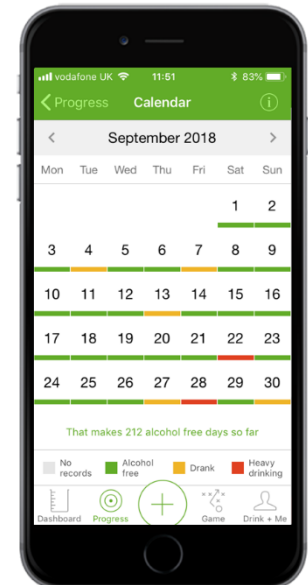 vodafone UK 11:51 83%
Progress Calendar
September 2018
Mon Tue Wed Thu Fri Sat Sun
1 2
3 4 5 6 7 8 9
10 11 12 13 14 15 16
17 18 19 20 21 22 23
24 25 26 27 28 29 30
That makes 212 alcohol free days so far
No records Alcohol free Drank Heavy drinking
Dashboard Progress Game Drink + Me